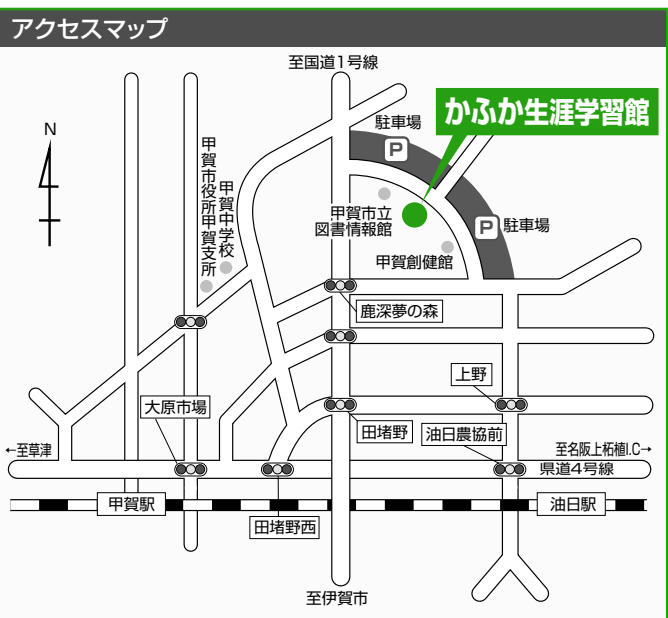 アクセスマップ
至国道1号線
かふか生涯学習館
駐車場
P
N
甲賀市役所甲賀支所
甲賀中学校
甲賀市立
図書情報館
P
駐車場
甲賀創健館
鹿深夢の森
上野
大原市場
田堵野
油日農協前
←至草津
至名阪上柘植I.C→
県道4号線
甲賀駅
油日駅
田堵野西
至伊賀市